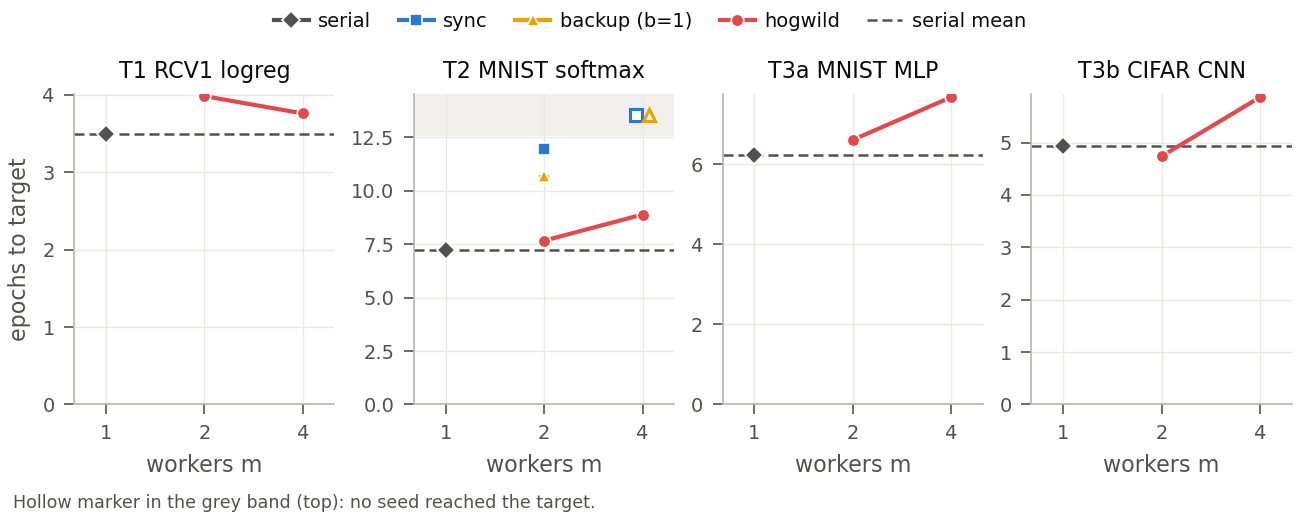 serial sync backup (b=1) hogwild serial mean
T1 RCV1 logreg T2 MNIST softmax T3a MNIST MLP T3b CIFAR CNN
epochs to target
4
3
2
1
0
1 2 4
workers m
12.5
10.0
7.5
5.0
2.5
0.0
1 2 4
workers m
6
4
2
0
1 2 4
workers m
5
4
3
2
1
0
1 2 4
workers m
Hollow marker in the grey band (top): no seed reached the target.